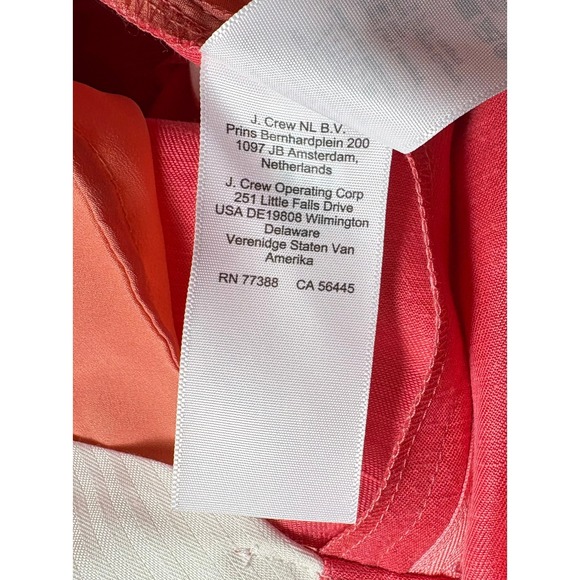 J. Crew NL B.V.
Prins Bernhardplein 200
1097 JB Amsterdam,
Netherlands
J. Crew Operating Corp
251 Little Falls Drive
USA DE19808 Wilmington
Delaware
Verenidge Staten Van
Amerika
RN 77388 CA 56445